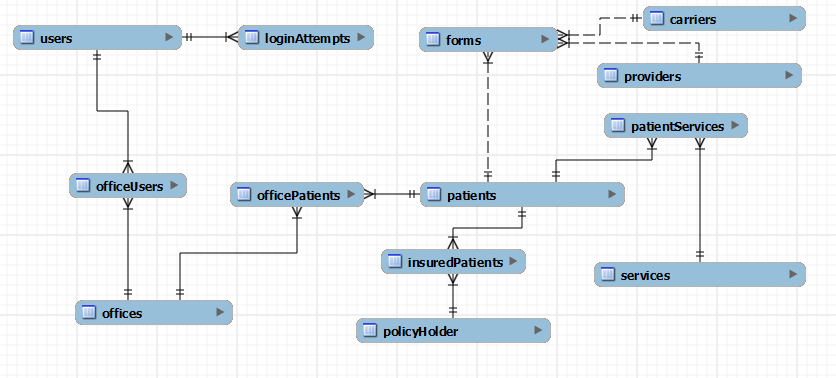 carriers
users
loginAttempts
forms
providers
patientServices
officeUsers
officePatients
patients
insuredPatients
services
offices
policyHolder